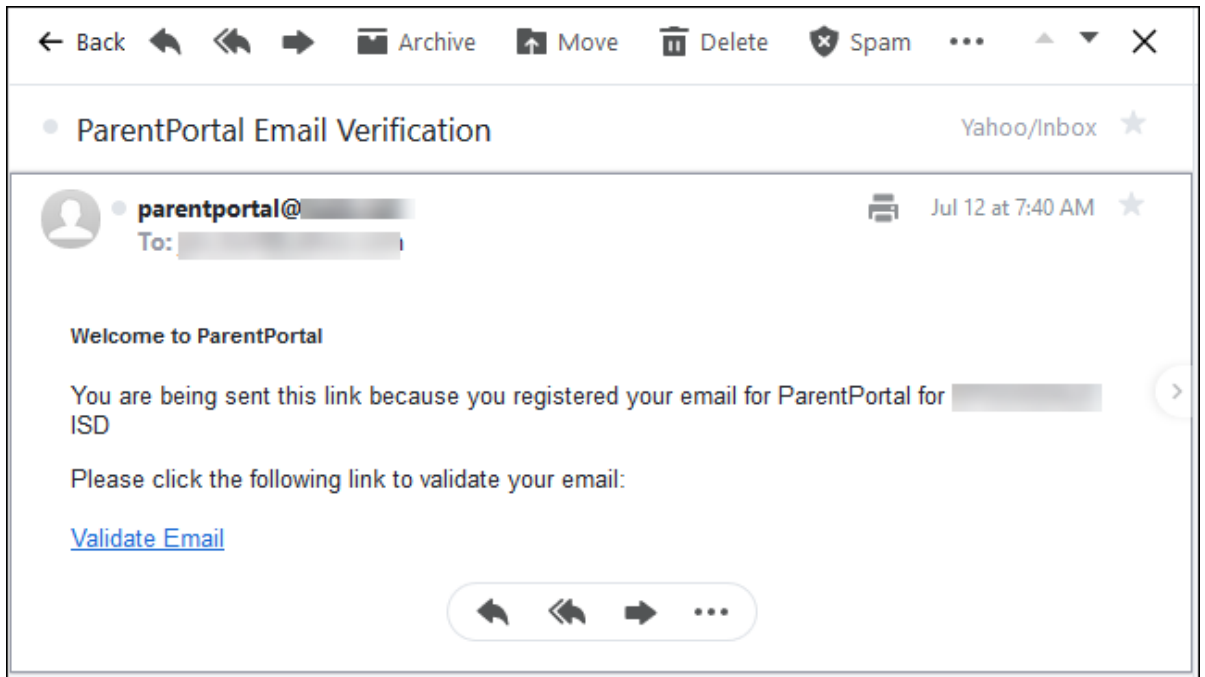 Back Archive Move Delete Spam
ParentPortal Email Verification Yahoo/Inbox
parentportal@ Jul 12 at 7:40 AM
To:
Welcome to ParentPortal
You are being sent this link because you registered your email for ParentPortal for
ISD
Please click the following link to validate your email:
Validate Email